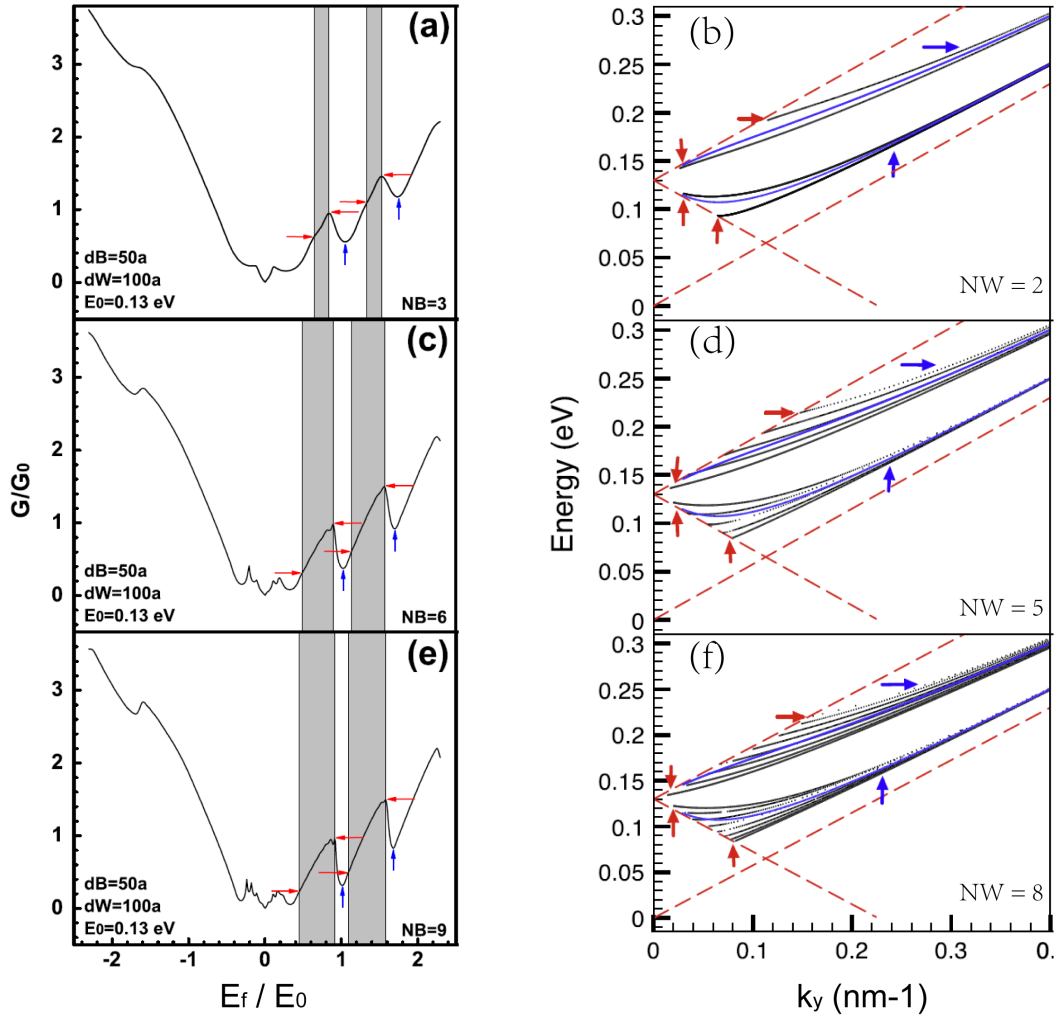 (a)
3
2
1
0
dB=50a
dW=100a
E0=0.13 eV
NB=3
(c)
3
2
1
0
G/G0
dB=50a
dW=100a
E0=0.13 eV
NB=6
(e)
3
2
1
0
dB=50a
dW=100a
E0=0.13 eV
NB=9
-2 -1 0 1 2
Ef / E0
(b)
0.3
0.25
0.2
0.15
0.1
0.05
0
NW = 2
(d)
0.3
0.25
0.2
0.15
0.1
0.05
0
Energy (eV)
NW = 5
(f)
0.3
0.25
0.2
0.15
0.1
0.05
0
NW = 8
0 0.1 0.2 0.3 0.
ky (nm-1)